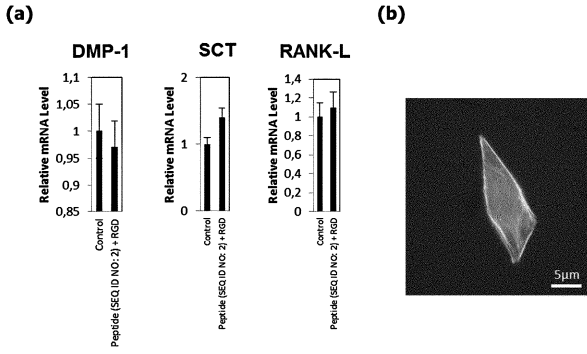 (a)
(b)
DMP-1
SCT
RANK-L
Relative mRNA Level
1,1
1,05
1
0,95
0,9
0,85
Control
Peptide (SEQ ID NO: 2) + RGD
Relative mRNA Level
2
1
0
Control
Peptide (SEQ ID NO: 2) + RGD
Relative mRNA Level
1,4
1,2
1
0,8
0,6
0,4
0,2
0
Control
Peptide (SEQ ID NO: 2) + RGD
5µm